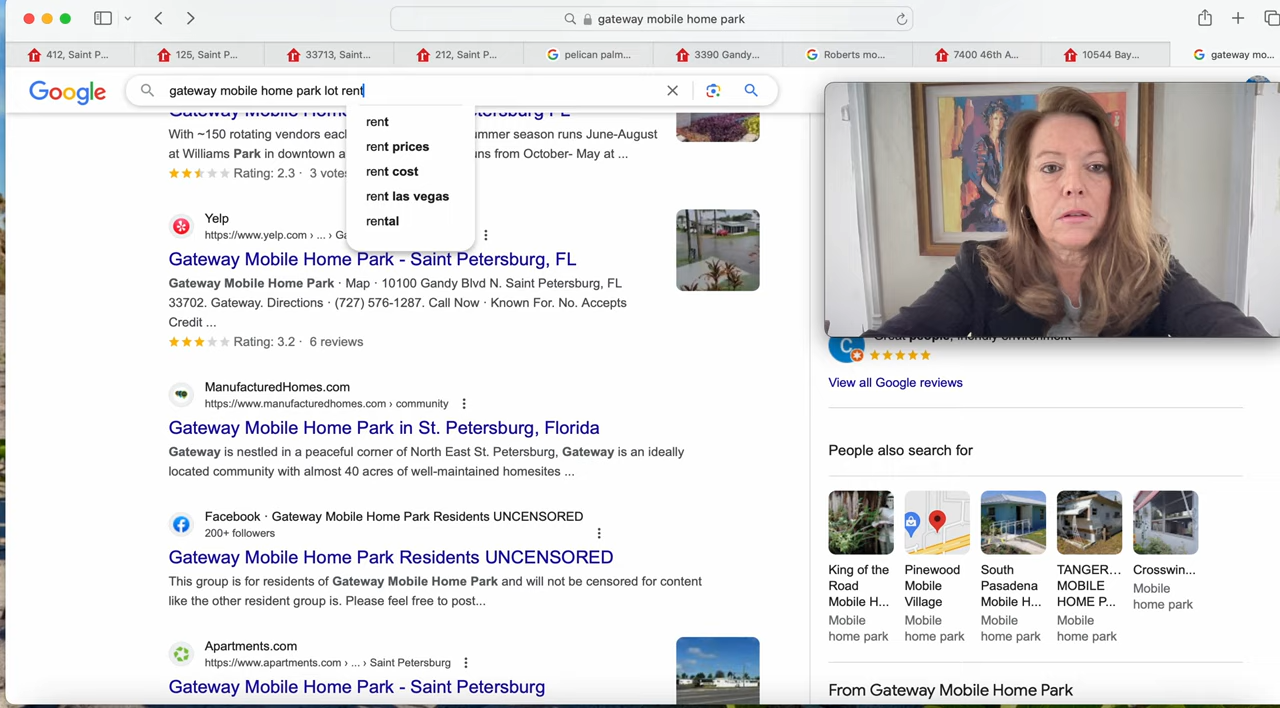 gateway mobile home park
412, Saint P...
125, Saint P...
33713, Saint...
212, Saint P...
pelican palm...
3390 Gandy...
Roberts mo...
7400 46th A...
10544 Bay...
gateway mo...
Google
gateway mobile home park lot rent
rent
rent prices
rent cost
rent las vegas
rental
With ~150 rotating vendors eac
mmer season runs June-August
at Williams Park in downtown a
uns from October- May at ...
Rating: 2.3 · 3 vote
Yelp
https://www.yelp.com › ... › Ga
Gateway Mobile Home Park - Saint Petersburg, FL
Gateway Mobile Home Park · Map · 10100 Gandy Blvd N. Saint Petersburg, FL
33702. Gateway. Directions · (727) 576-1287. Call Now · Known For. No. Accepts
Credit ...
Rating: 3.2 · 6 reviews
ManufacturedHomes.com
https://www.manufacturedhomes.com › community
Gateway Mobile Home Park in St. Petersburg, Florida
Gateway is nestled in a peaceful corner of North East St. Petersburg, Gateway is an ideally
located community with almost 40 acres of well-maintained homesites ...
Facebook · Gateway Mobile Home Park Residents UNCENSORED
200+ followers
Gateway Mobile Home Park Residents UNCENSORED
This group is for residents of Gateway Mobile Home Park and will not be censored for content
like the other resident group is. Please feel free to post...
Apartments.com
https://www.apartments.com › ... › Saint Petersburg
Gateway Mobile Home Park - Saint Petersburg
C
Great people, friendly environment
View all Google reviews
People also search for
King of the
Road
Mobile H...
Mobile
home park
Pinewood
Mobile
Village
Mobile
home park
South
Pasadena
Mobile H...
Mobile
home park
TANGER...
MOBILE
HOME P...
Mobile
home park
Crosswin...
Mobile
home park
From Gateway Mobile Home Park